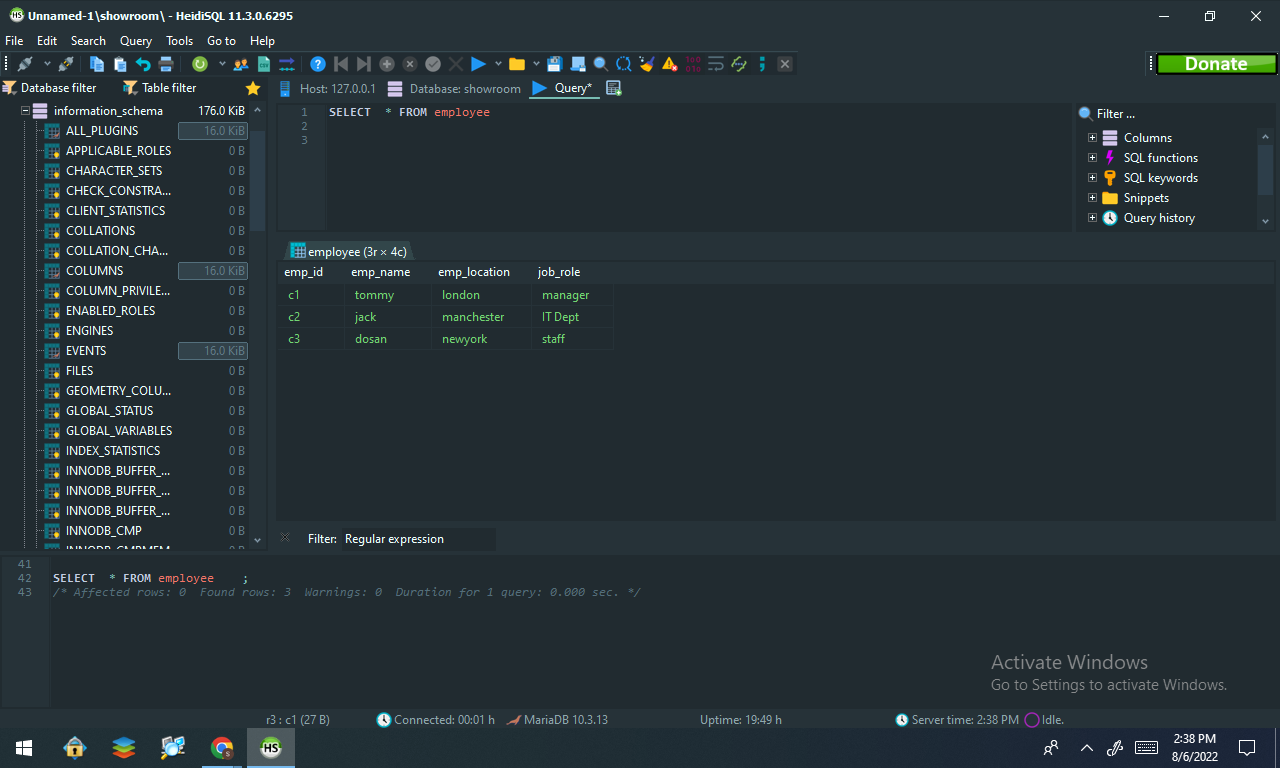 Unnamed-1\showroom\ - HeidiSQL 11.3.0.6295
File Edit Search Query Tools Go to Help
Donate
Database filter Table filter
Host: 127.0.0.1 Database: showroom Query*
information_schema 176.0 KiB
ALL_PLUGINS 16.0 KiB
APPLICABLE_ROLES 0 B
CHARACTER_SETS 0 B
CHECK_CONSTRA... 0 B
CLIENT_STATISTICS 0 B
COLLATIONS 0 B
COLLATION_CHA... 0 B
COLUMNS 16.0 KiB
COLUMN_PRIVILE... 0 B
ENABLED_ROLES 0 B
ENGINES 0 B
EVENTS 16.0 KiB
FILES 0 B
GEOMETRY_COLU... 0 B
GLOBAL_STATUS 0 B
GLOBAL_VARIABLES 0 B
INDEX_STATISTICS 0 B
INNODB_BUFFER_... 0 B
INNODB_BUFFER_... 0 B
INNODB_BUFFER_... 0 B
INNODB_CMP 0 B
1 SELECT * FROM employee
2
3
Filter ...
Columns
SQL functions
SQL keywords
Snippets
Query history
employee (3r × 4c)
emp_id emp_name emp_location job_role
c1 tommy london manager
c2 jack manchester IT Dept
c3 dosan newyork staff
Filter: Regular expression
41
42 SELECT * FROM employee ;
43 /* Affected rows: 0 Found rows: 3 Warnings: 0 Duration for 1 query: 0.000 sec. */
Activate Windows
Go to Settings to activate Windows.
r3 : c1 (27 B) Connected: 00:01 h MariaDB 10.3.13 Uptime: 19:49 h Server time: 2:38 PM Idle.
HS
2:38 PM
8/6/2022